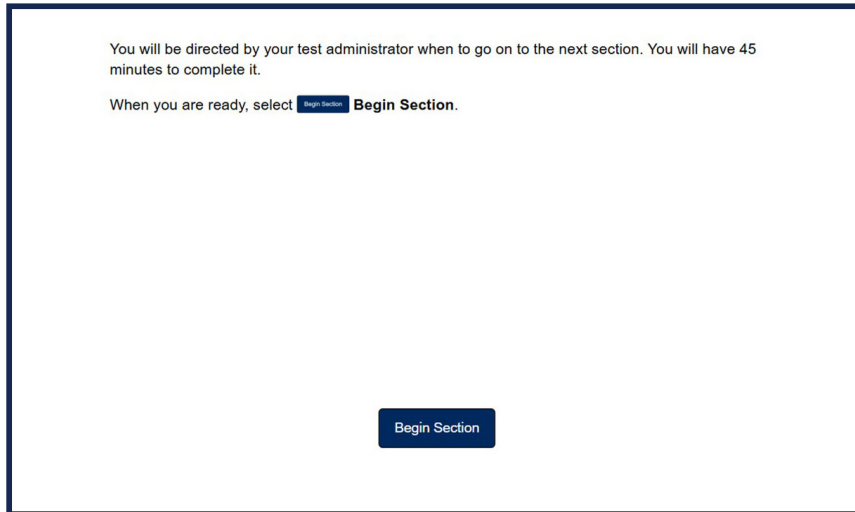 You will be directed by your test administrator when to go on to the next section. You will have 45
minutes to complete it.
When you are ready, select Begin Section Begin Section.
Begin Section